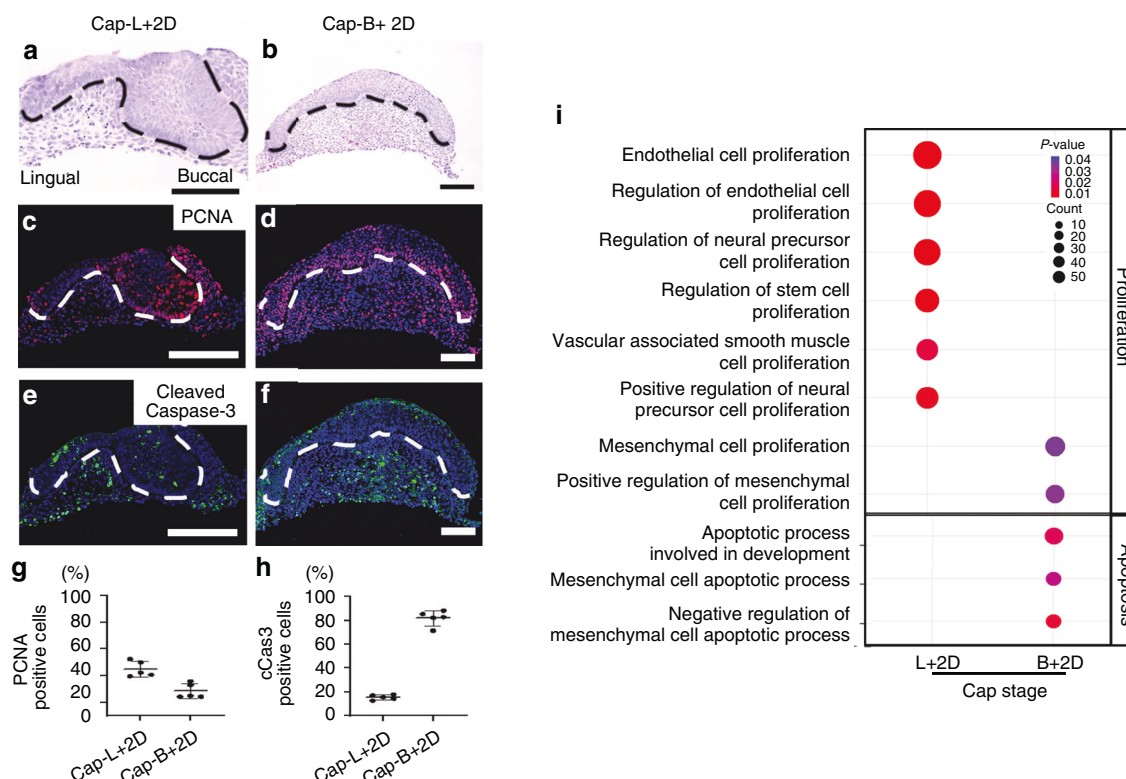 Cap-L+2D
Cap-B+ 2D
a
b
Lingual
Buccal
c
PCNA
d
e
Cleaved
Caspase-3
f
g
(%)
100
80
60
40
20
0
PCNA
positive cells
Cap-L+2D
Cap-B+2D
h
(%)
100
80
60
40
20
0
cCas3
positive cells
Cap-L+2D
Cap-B+2D
i
Endothelial cell proliferation
Regulation of endothelial cell
proliferation
Regulation of neural precursor
cell proliferation
Regulation of stem cell
proliferation
Vascular associated smooth muscle
cell proliferation
Positive regulation of neural
precursor cell proliferation
Mesenchymal cell proliferation
Positive regulation of mesenchymal
cell proliferation
Apoptotic process
involved in development
Mesenchymal cell apoptotic process
Negative regulation of
mesenchymal cell apoptotic process
P-value
0.04
0.03
0.02
0.01
Count
10
20
30
40
50
Proliferation
Apoptosis
L+2D
B+2D
Cap stage